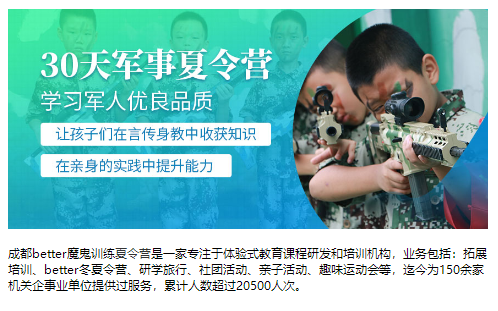 30天军事夏令营
学习军人优良品质
让孩子们在言传身教中收获知识
在亲身的实践中提升能力
成都better魔鬼训练夏令营是一家专注于体验式教育课程研发和培训机构，业务包括：拓展
培训、better冬夏令营、研学旅行、社团活动、亲子活动、趣味运动会等，迄今为150余家
机关企事业单位提供过服务，累计人数超过20500人次。